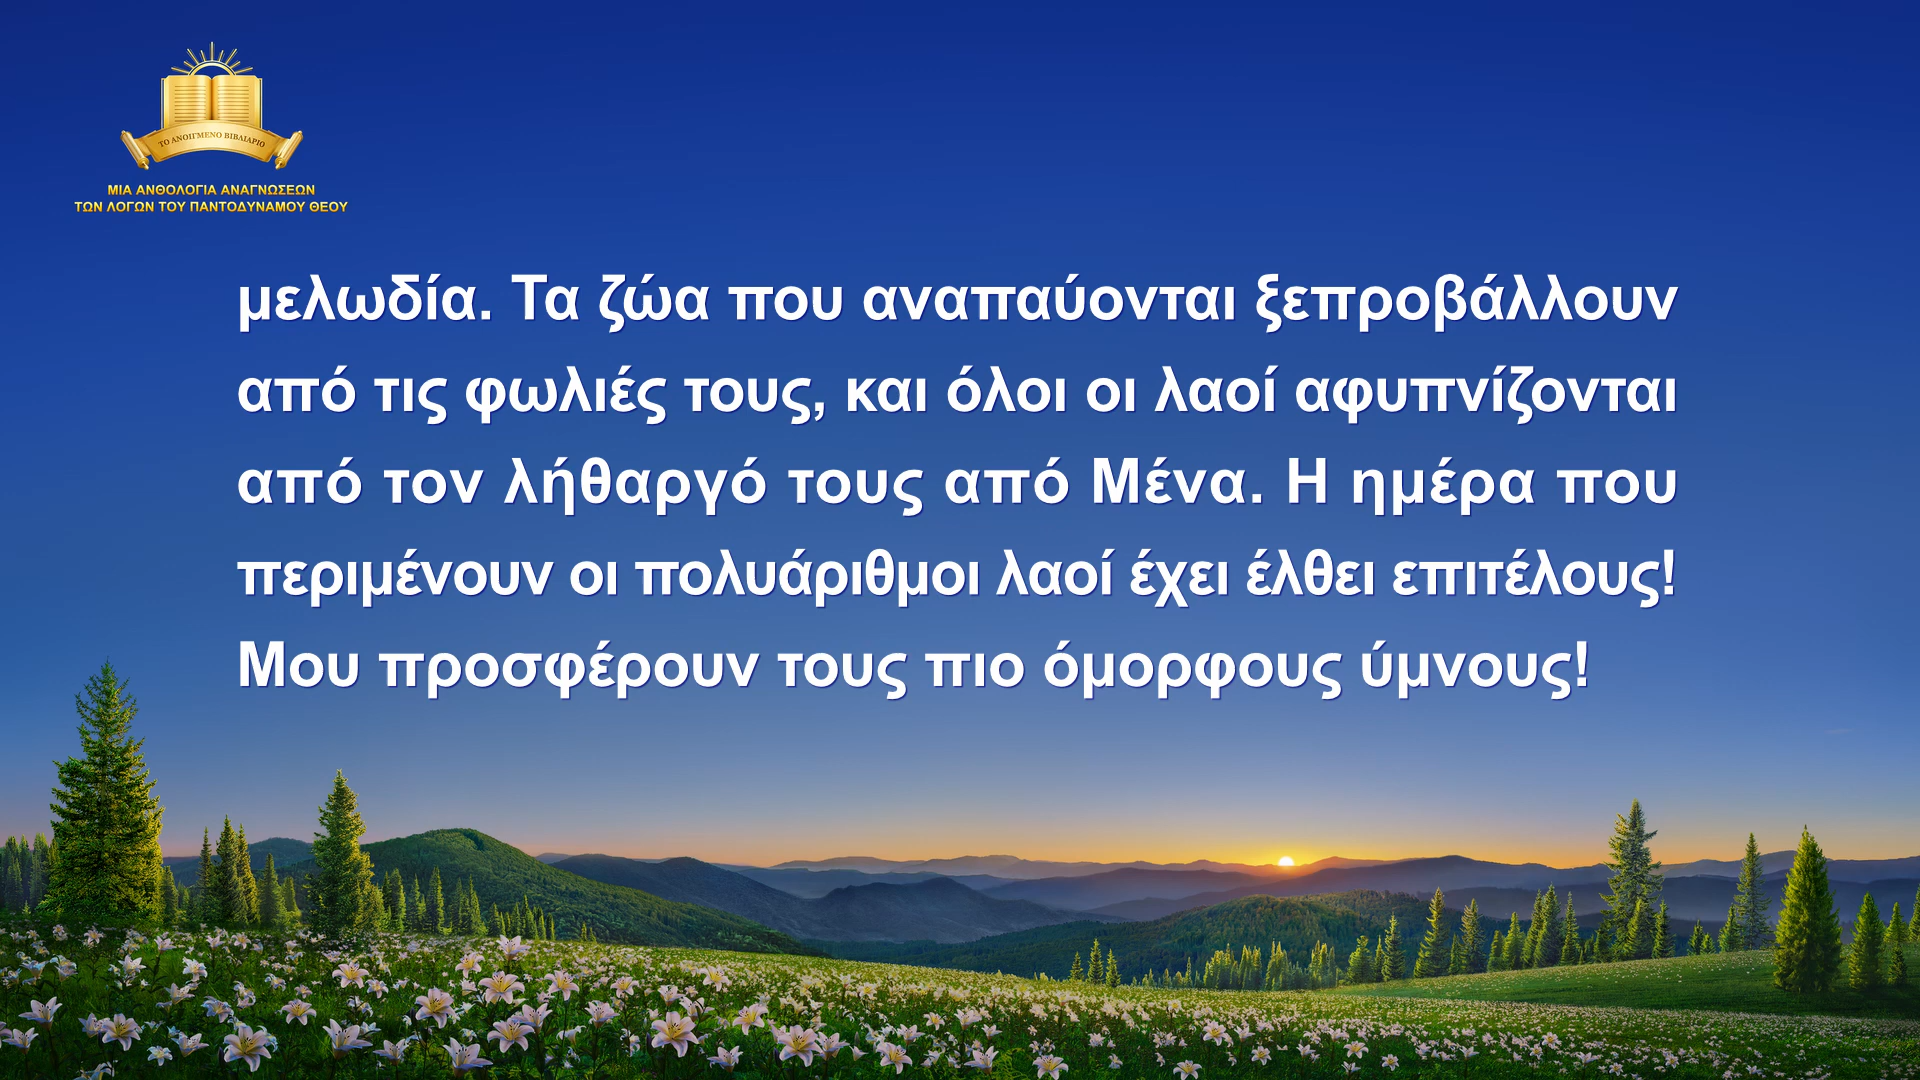 ΤΟ ΑΝΟΙΓΜΕΝΟ ΒΙΒΛΙΑΡΙΟ
ΜΙΑ ΑΝΘΟΛΟΓΙΑ ΑΝΑΓΝΩΣΕΩΝ
ΤΩΝ ΛΟΓΩΝ ΤΟΥ ΠΑΝΤΟΔΥΝΑΜΟΥ ΘΕΟΥ
μελωδία. Τα ζώα που αναπαύονται ξεπροβάλλουν
από τις φωλιές τους, και όλοι οι λαοί αφυπνίζονται
από τον λήθαργό τους από Μένα. Η ημέρα που
περιμένουν οι πολυάριθμοι λαοί έχει έλθει επιτέλους!
Μου προσφέρουν τους πιο όμορφους ύμνους!